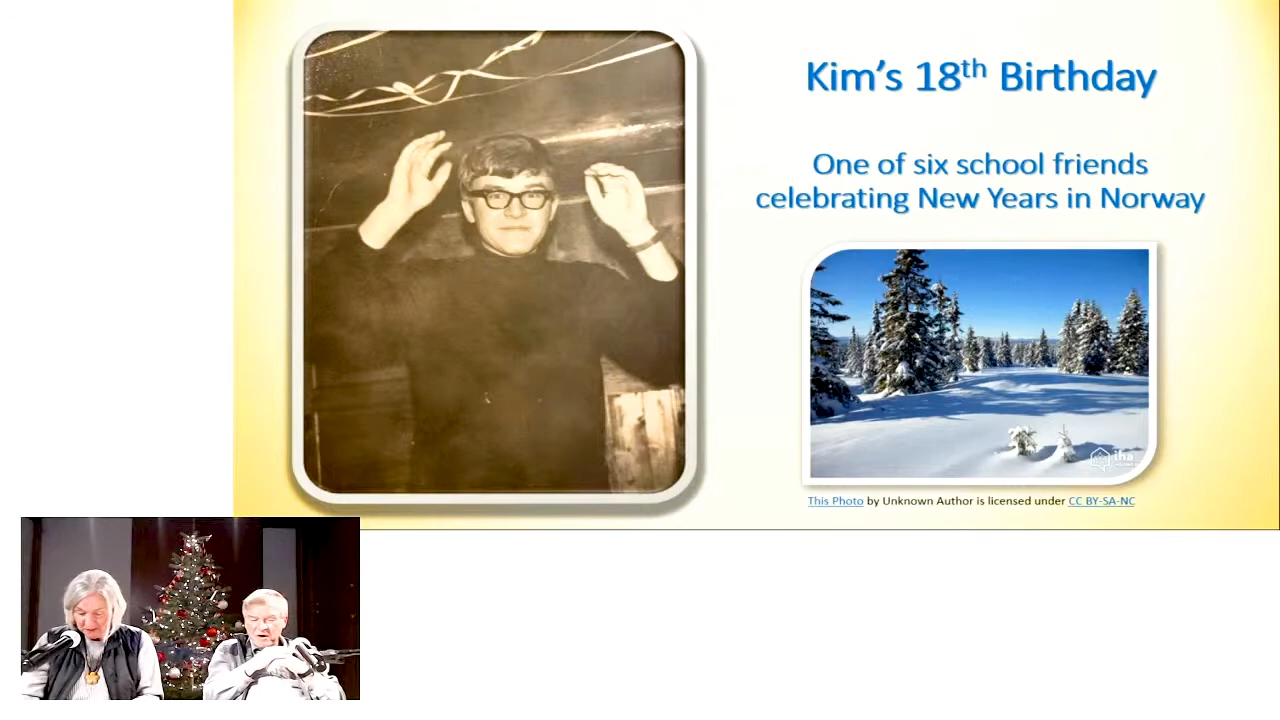 Kim's 18th Birthday
One of six school friends
celebrating New Years in Norway
iha
This Photo by Unknown Author is licensed under CC BY-SA-NC